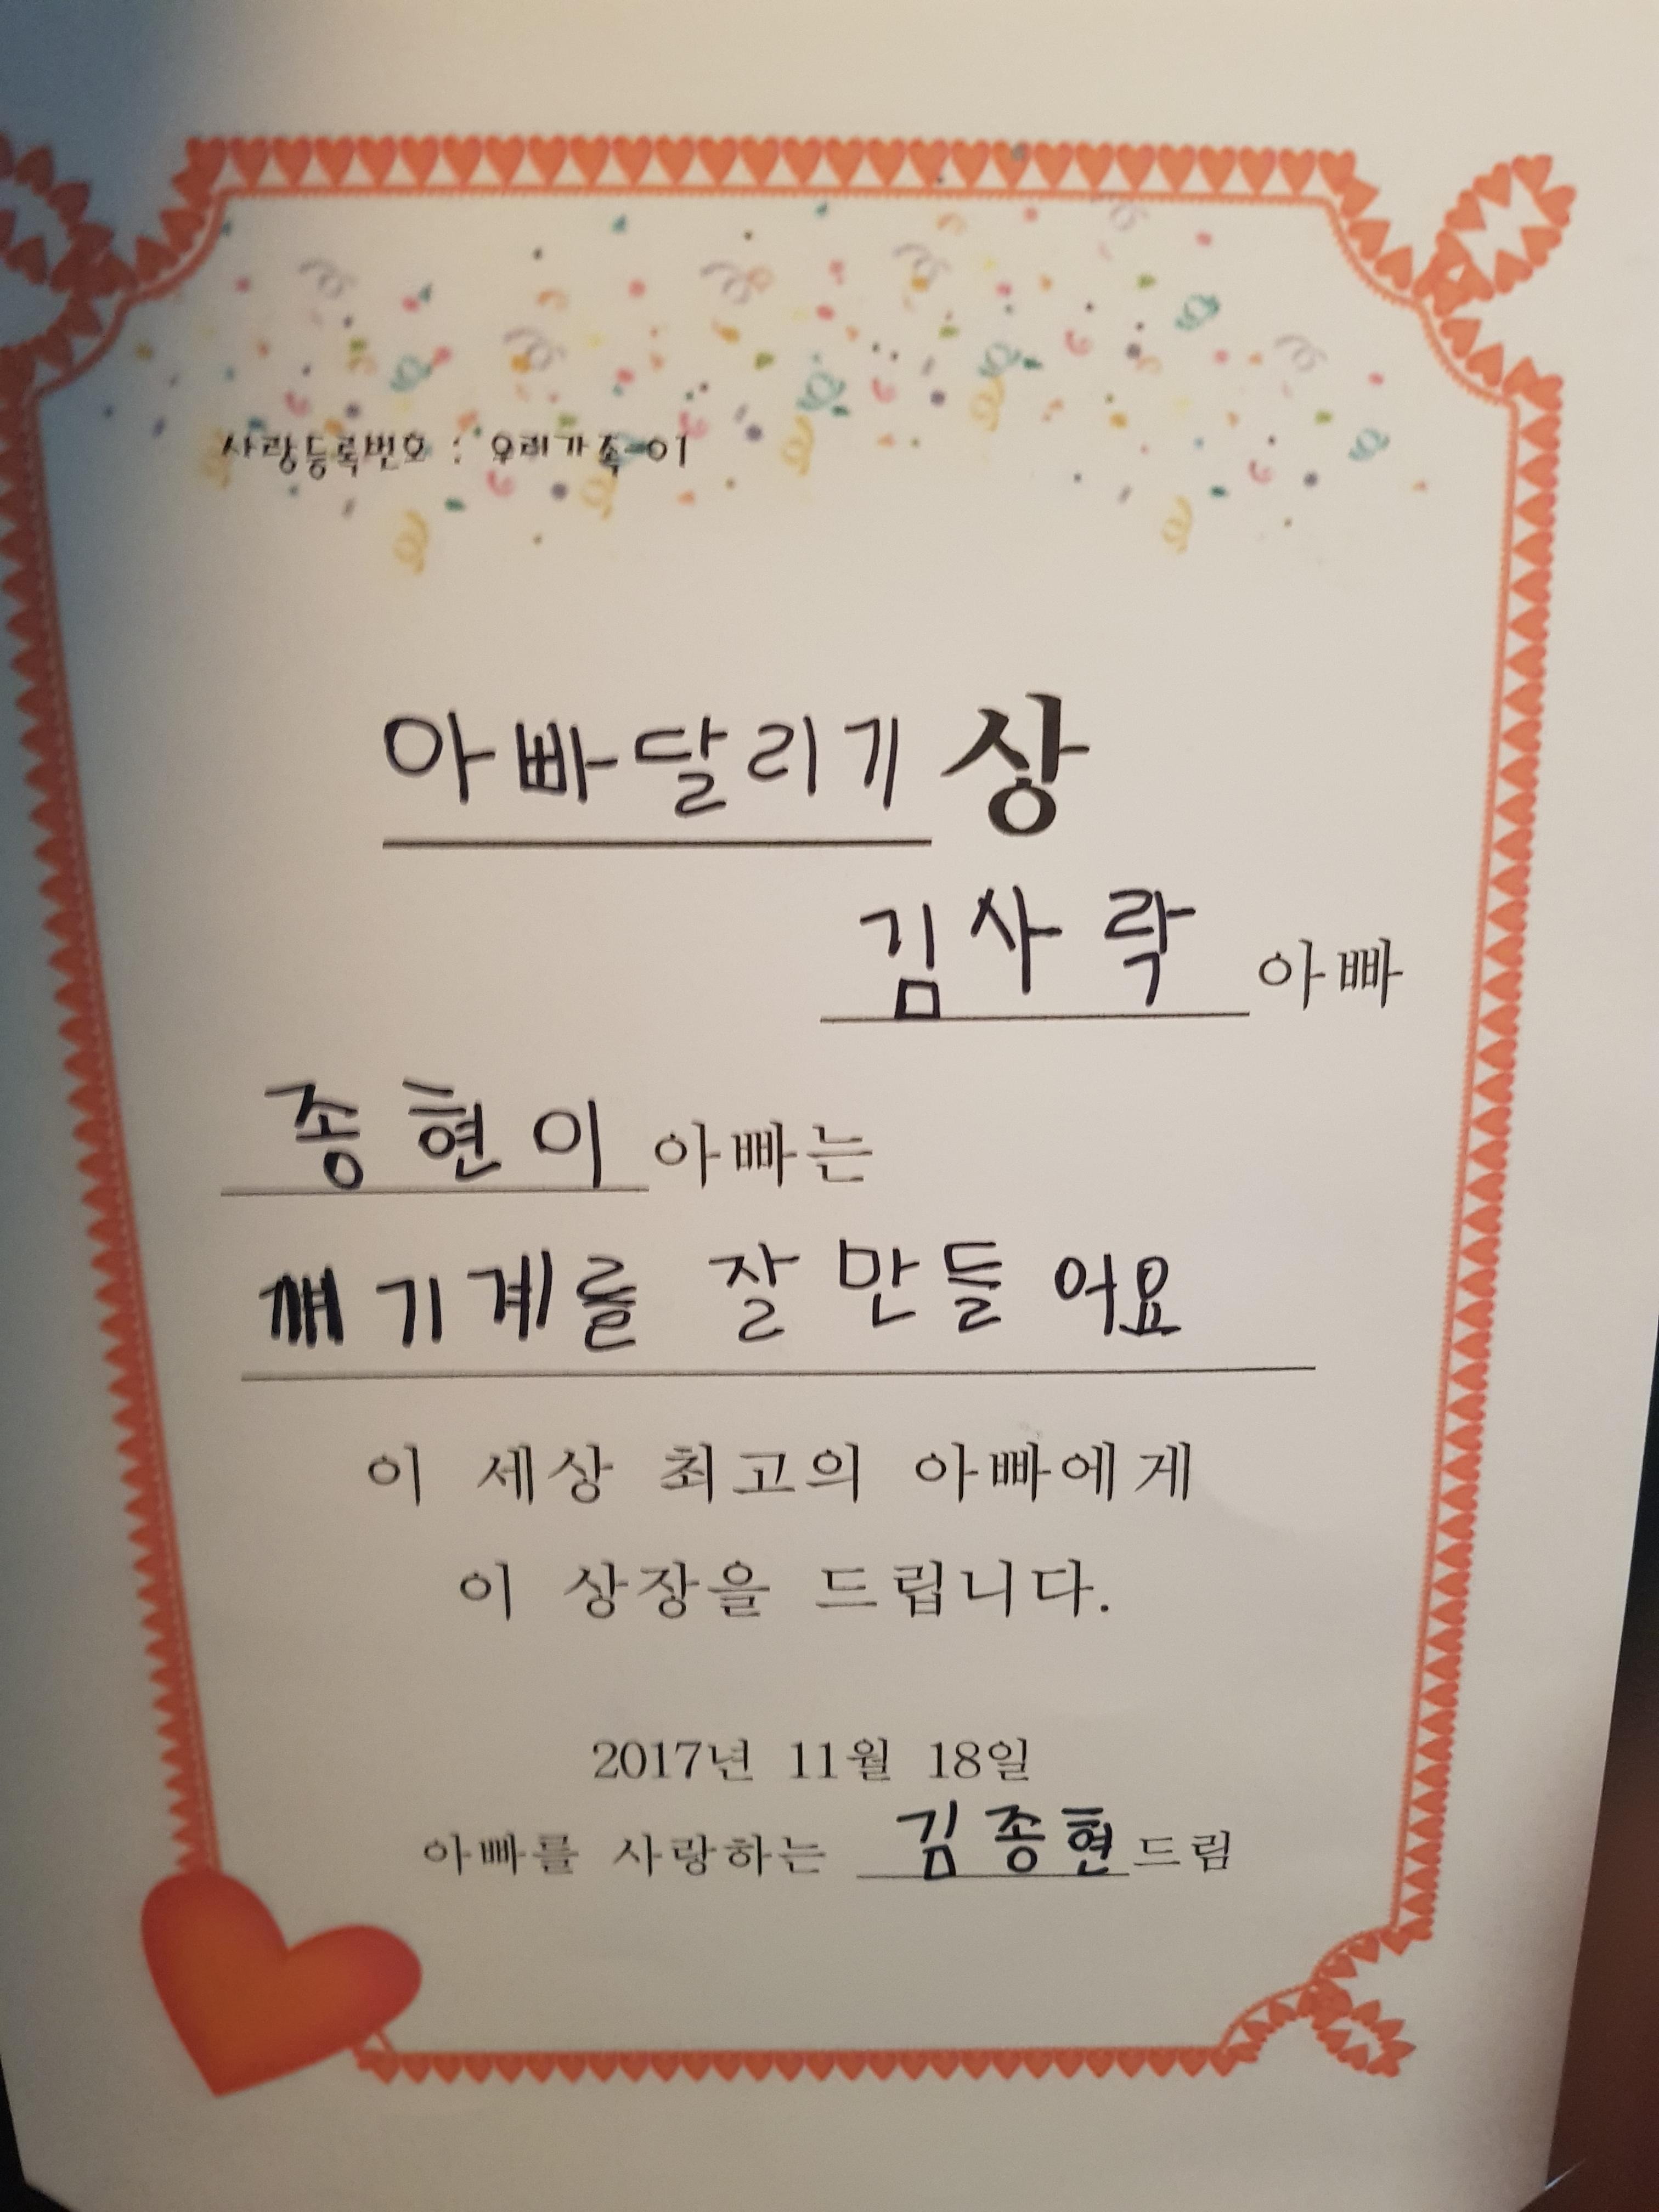 사랑등록번호 : 우리가족-01
아빠달리기 상
김사락 아빠
종현이 아빠는
기계를 잘 만들어요
이 세상 최고의 아빠에게
이 상장을 드립니다.
2017년 11월 18일
아빠를 사랑하는 김종현 드림